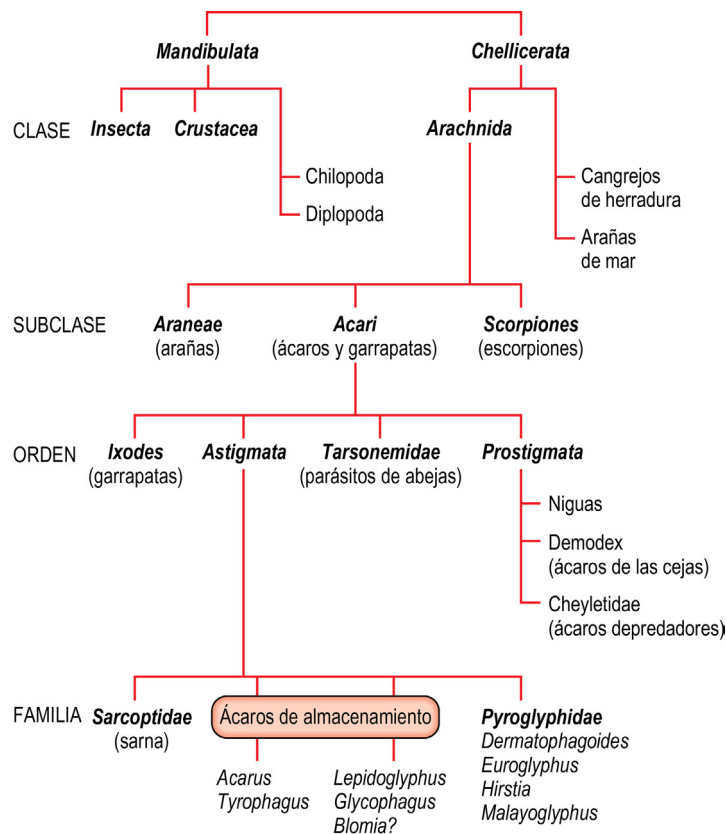 Mandibulata Chellicerata
CLASE Insecta Crustacea Arachnida
Chilopoda
Diplopoda
Cangrejos
de herradura
Arañas
de mar
SUBCLASE Araneae Acari Scorpiones
(arañas) (ácaros y garrapatas) (escorpiones)
ORDEN Ixodes Astigmata Tarsonemidae Prostigmata
(garrapatas) (parásitos de abejas)
Niguas
Demodex
(ácaros de las cejas)
Cheyletidae
(ácaros depredadores)
FAMILIA Sarcoptidae Ácaros de almacenamiento Pyroglyphidae
(sarna)
Acarus
Tyrophagus
Lepidoglyphus
Glycophagus
Blomia?
Dermatophagoides
Euroglyphus
Hirstia
Malayoglyphus